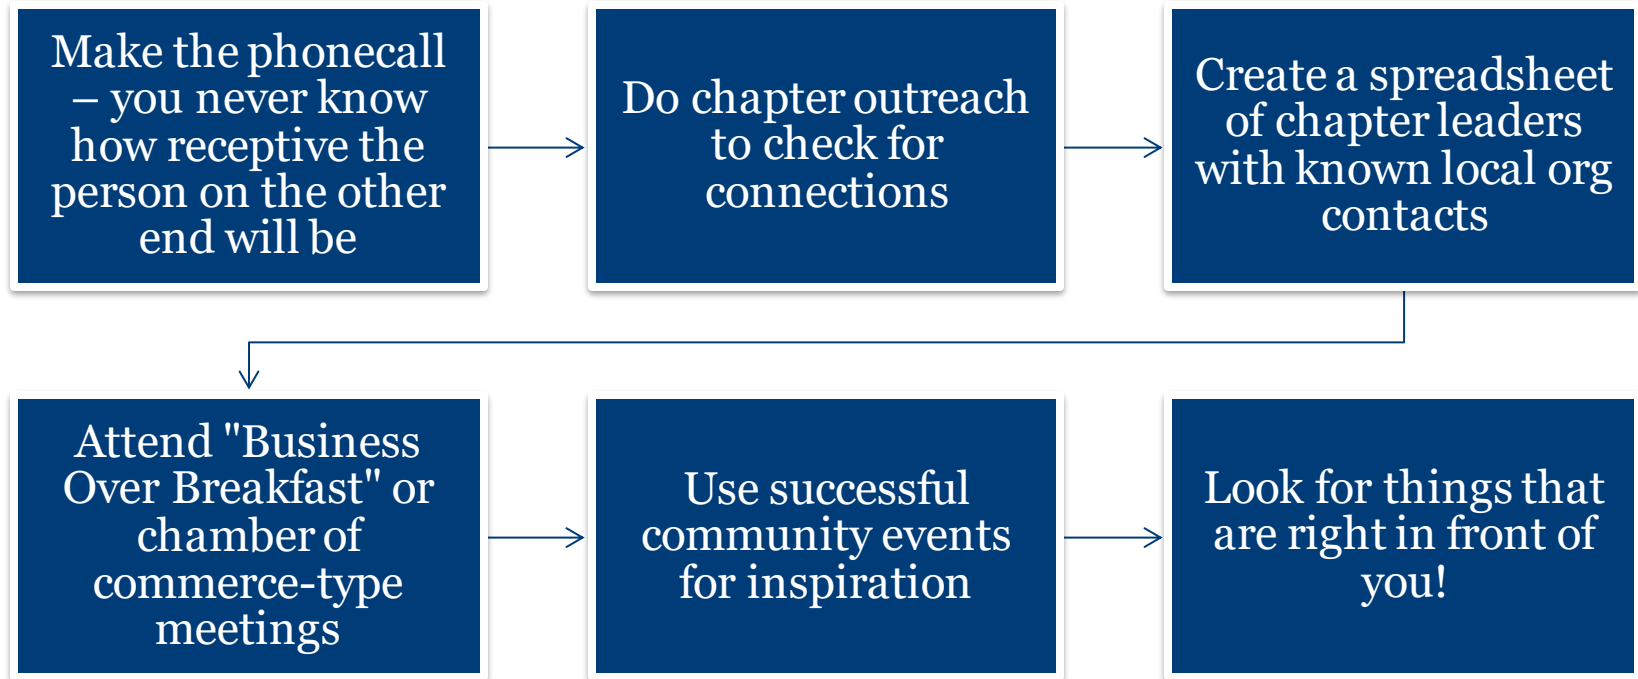 Make the phonecall
– you never know
how receptive the
person on the other
end will be
Do chapter outreach
to check for
connections
Create a spreadsheet
of chapter leaders
with known local org
contacts
Attend "Business
Over Breakfast" or
chamber of
commerce-type
meetings
Use successful
community events
for inspiration
Look for things that
are right in front of
you!